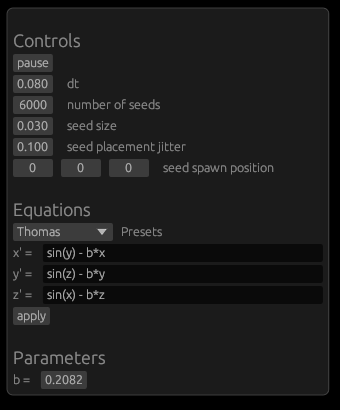 Controls
pause
0.080 dt
6000 number of seeds
0.030 seed size
0.100 seed placement jitter
0 0 0 seed spawn position
Equations
Thomas Presets
x' = sin(y) - b*x
y' = sin(z) - b*y
z' = sin(x) - b*z
apply
Parameters
b = 0.2082